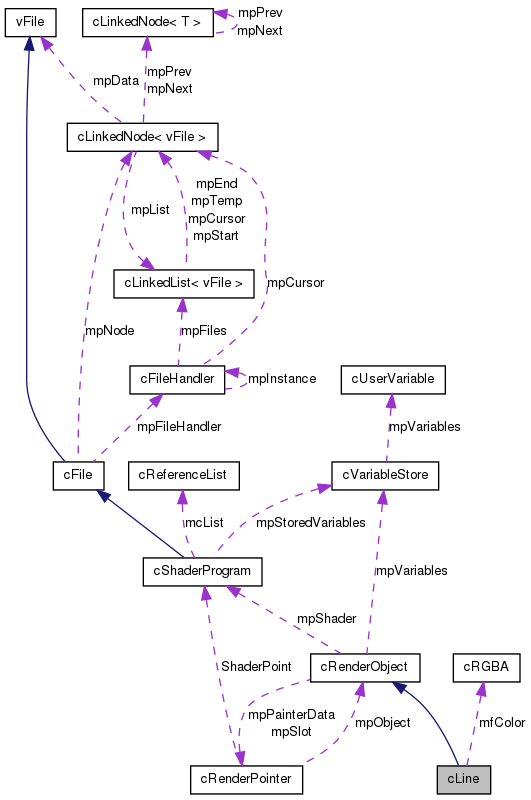 vFile
cLinkedNode< T >
mpPrev
mpNext
mpData
mpPrev
mpNext
cLinkedNode< vFile >
mpList
mpEnd
mpTemp
mpCursor
mpStart
cLinkedList< vFile >
mpCursor
mpNode
mpFiles
cFileHandler
mpInstance
cUserVariable
mpFileHandler
mpVariables
cFile
cReferenceList
cVariableStore
mcList
mpStoredVariables
cShaderProgram
mpVariables
mpShader
ShaderPoint
cRenderObject
cRGBA
mpPainterData
mpSlot
mpObject
mfColor
cRenderPointer
cLine